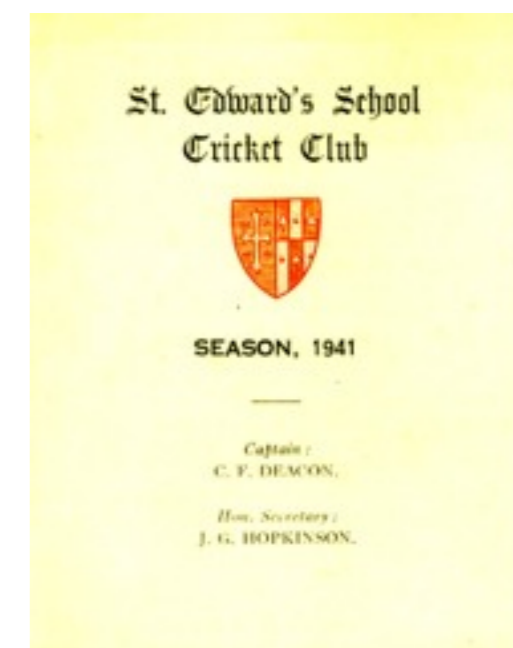 St. Edward's School
Cricket Club
SEASON, 1941
Captain :
C. F. DEACON.
Hon. Secretary :
J. G. HOPKINSON.